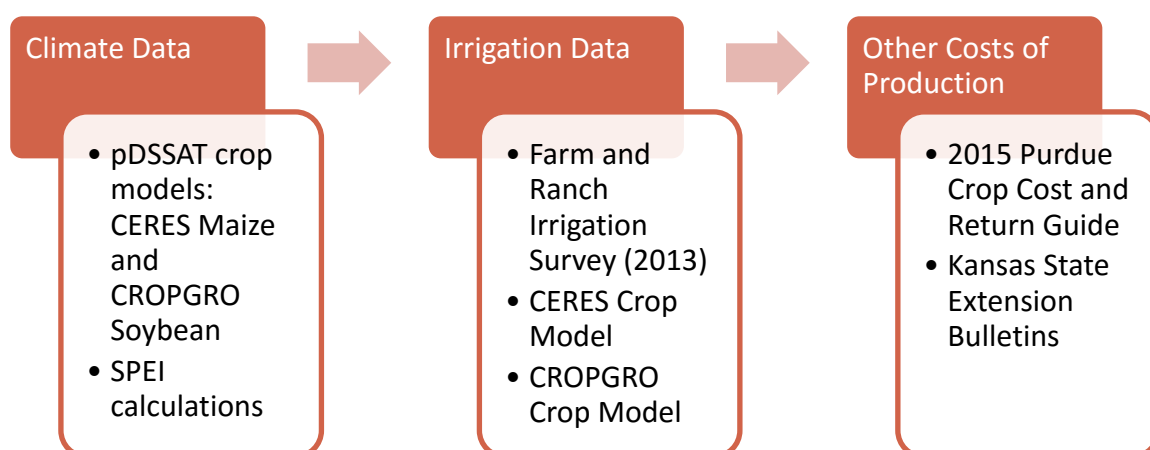 Climate Data
• pDSSAT crop
models:
CERES Maize
and
CROPGRO
Soybean
• SPEI
calculations
Irrigation Data
• Farm and
Ranch
Irrigation
Survey (2013)
• CERES Crop
Model
• CROPGRO
Crop Model
Other Costs of
Production
• 2015 Purdue
Crop Cost and
Return Guide
• Kansas State
Extension
Bulletins